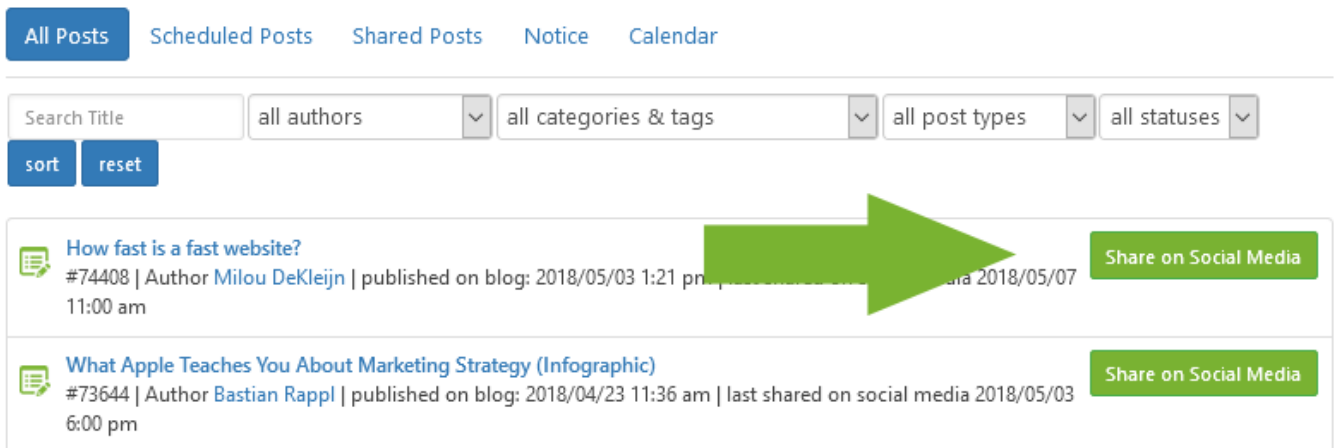 All Posts Scheduled Posts Shared Posts Notice Calendar
Search Title all authors all categories & tags all post types all statuses
sort reset
How fast is a fast website?
Share on Social Media
#74408 | Author Milou DeKleijn | published on blog: 2018/05/03 1:21 pm 2018/05/07
11:00 am
What Apple Teaches You About Marketing Strategy (Infographic)
Share on Social Media
#73644 | Author Bastian Rappl | published on blog: 2018/04/23 11:36 am | last shared on social media 2018/05/03
6:00 pm